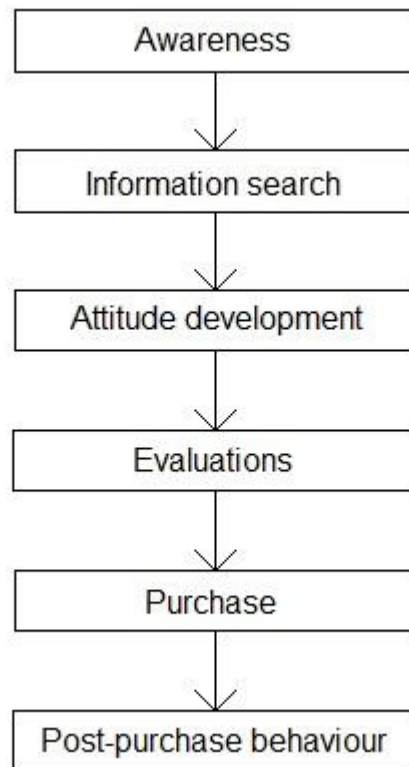 Awareness
Information search
Attitude development
Evaluations
Purchase
Post-purchase behaviour